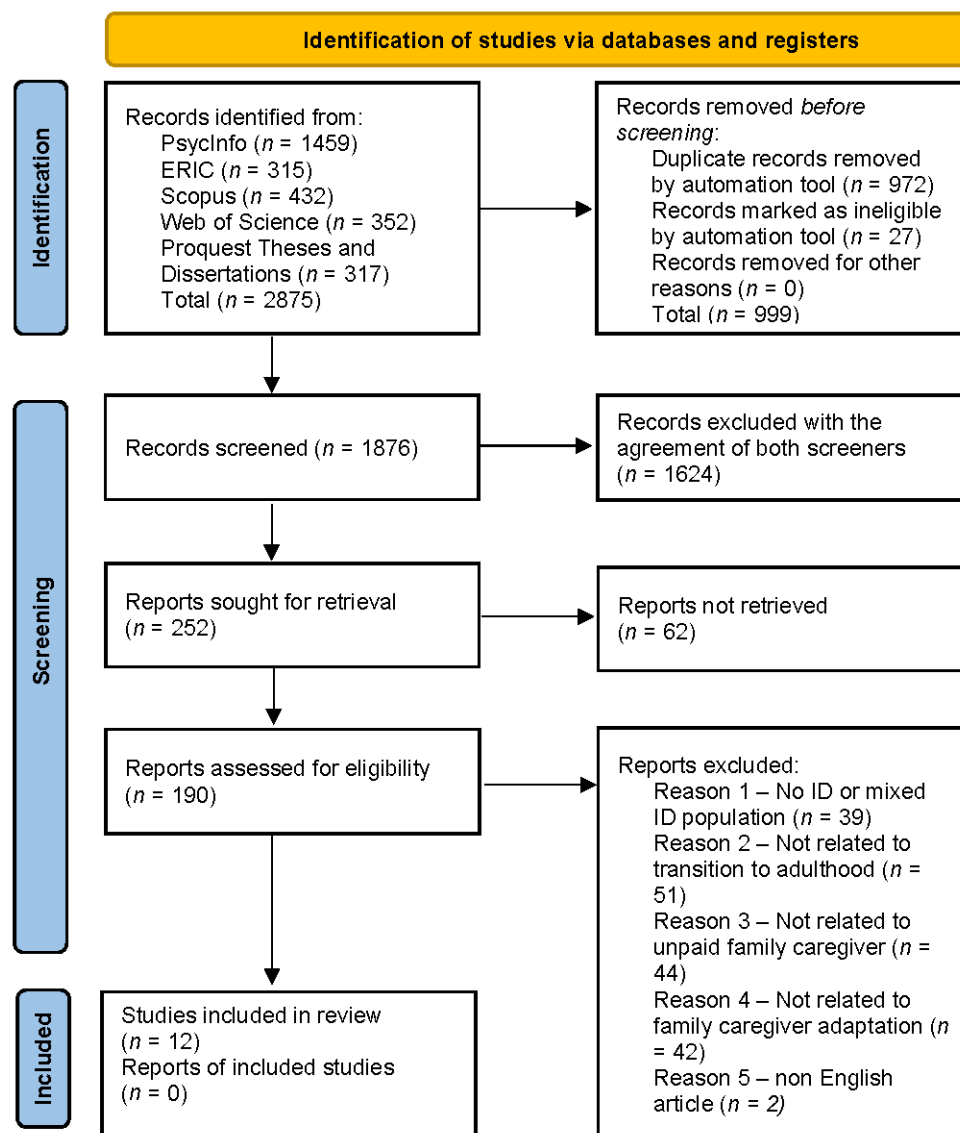 Identification of studies via databases and registers
Identification
Records identified from:
PsycInfo (n = 1459)
ERIC (n = 315)
Scopus (n = 432)
Web of Science (n = 352)
Proquest Theses and
Dissertations (n = 317)
Total (n = 2875)
Records removed before
screening:
Duplicate records removed
by automation tool (n = 972)
Records marked as ineligible
by automation tool (n = 27)
Records removed for other
reasons (n = 0)
Total (n = 999)
Screening
Records screened (n = 1876)
Records excluded with the
agreement of both screeners
(n = 1624)
Reports sought for retrieval
(n = 252)
Reports not retrieved
(n = 62)
Reports assessed for eligibility
(n = 190)
Reports excluded:
Reason 1 – No ID or mixed
ID population (n = 39)
Reason 2 – Not related to
transition to adulthood (n =
51)
Reason 3 – Not related to
unpaid family caregiver (n =
44)
Reason 4 – Not related to
family caregiver adaptation (n
= 42)
Reason 5 – non English
article (n = 2)
Included
Studies included in review
(n = 12)
Reports of included studies
(n = 0)